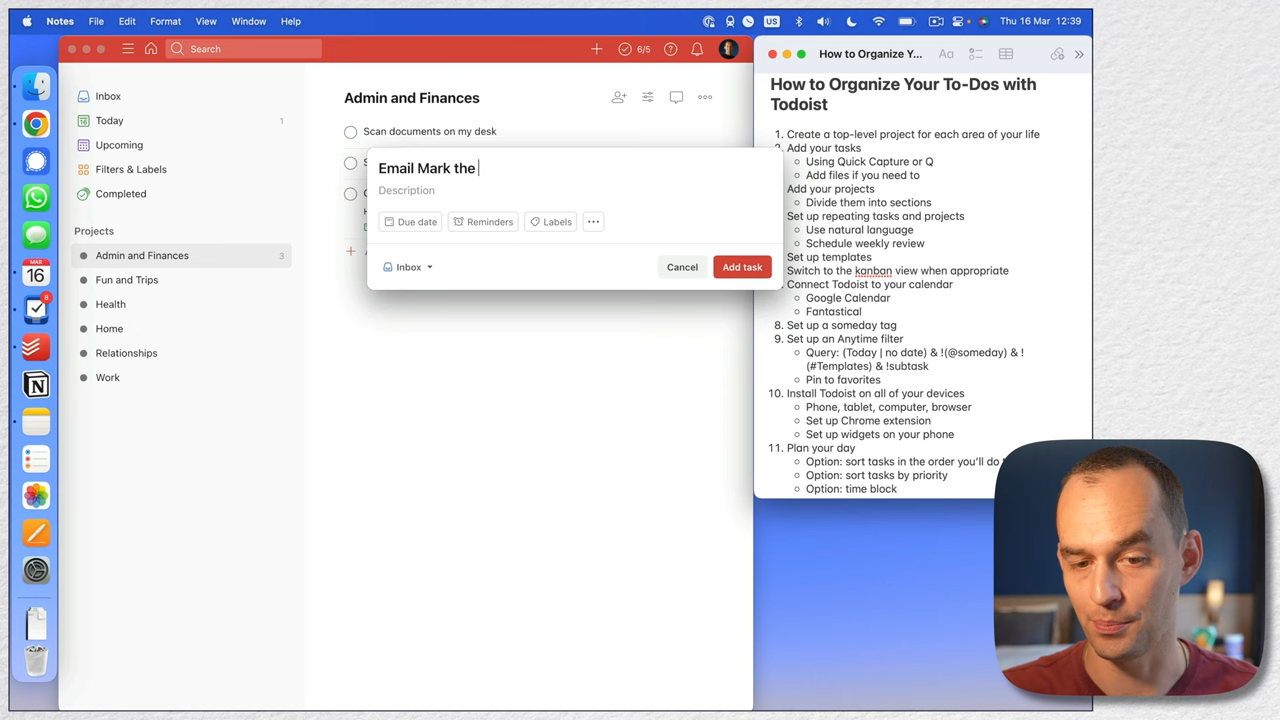 Notes File Edit Format View Window Help US Thu 16 Mar 12:39
Search
6/5
Inbox
Today 1
Upcoming
Filters & Labels
Completed
Projects
Admin and Finances 3
Fun and Trips
Health
Home
Relationships
Work
Admin and Finances
Scan documents on my desk
Email Mark the
Description
Due date Reminders Labels
Inbox
Cancel Add task
MAR
16
8
How to Organize Y... Aa
How to Organize Your To-Dos with
Todoist
1. Create a top-level project for each area of your life
Add your tasks
Using Quick Capture or Q
Add files if you need to
Add your projects
Divide them into sections
Set up repeating tasks and projects
Use natural language
Schedule weekly review
Set up templates
Switch to the kanban view when appropriate
Connect Todoist to your calendar
Google Calendar
Fantastical
8. Set up a someday tag
9. Set up an Anytime filter
Query: (Today | no date) & !(@someday) & !
(#Templates) & !subtask
Pin to favorites
10. Install Todoist on all of your devices
Phone, tablet, computer, browser
Set up Chrome extension
Set up widgets on your phone
11. Plan your day
Option: sort tasks in the order you'll do
Option: sort tasks by priority
Option: time block